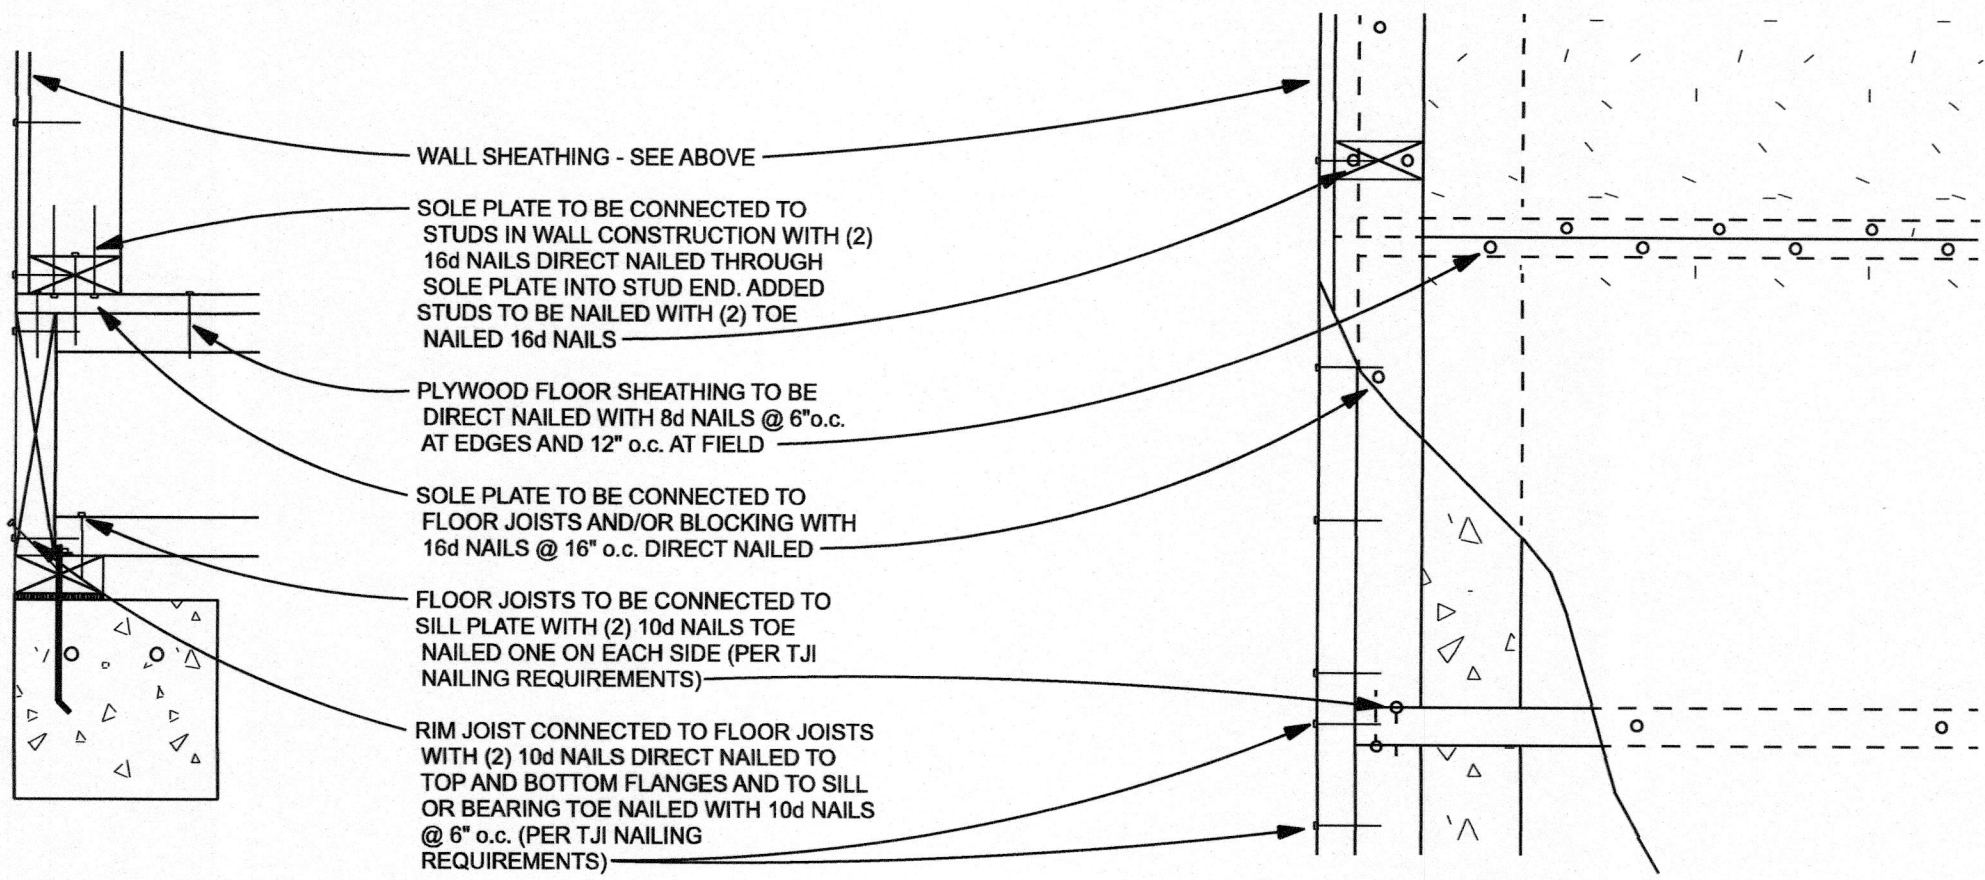 WALL SHEATHING - SEE ABOVE
SOLE PLATE TO BE CONNECTED TO
STUDS IN WALL CONSTRUCTION WITH (2)
16d NAILS DIRECT NAILED THROUGH
SOLE PLATE INTO STUD END. ADDED
STUDS TO BE NAILED WITH (2) TOE
NAILED 16d NAILS
PLYWOOD FLOOR SHEATHING TO BE
DIRECT NAILED WITH 8d NAILS @ 6"o.c.
AT EDGES AND 12" o.c. AT FIELD
SOLE PLATE TO BE CONNECTED TO
FLOOR JOISTS AND/OR BLOCKING WITH
16d NAILS @ 16" o.c. DIRECT NAILED
FLOOR JOISTS TO BE CONNECTED TO
SILL PLATE WITH (2) 10d NAILS TOE
NAILED ONE ON EACH SIDE (PER TJI
NAILING REQUIREMENTS)
RIM JOIST CONNECTED TO FLOOR JOISTS
WITH (2) 10d NAILS DIRECT NAILED TO
TOP AND BOTTOM FLANGES AND TO SILL
OR BEARING TOE NAILED WITH 10d NAILS
@ 6" o.c. (PER TJI NAILING
REQUIREMENTS)